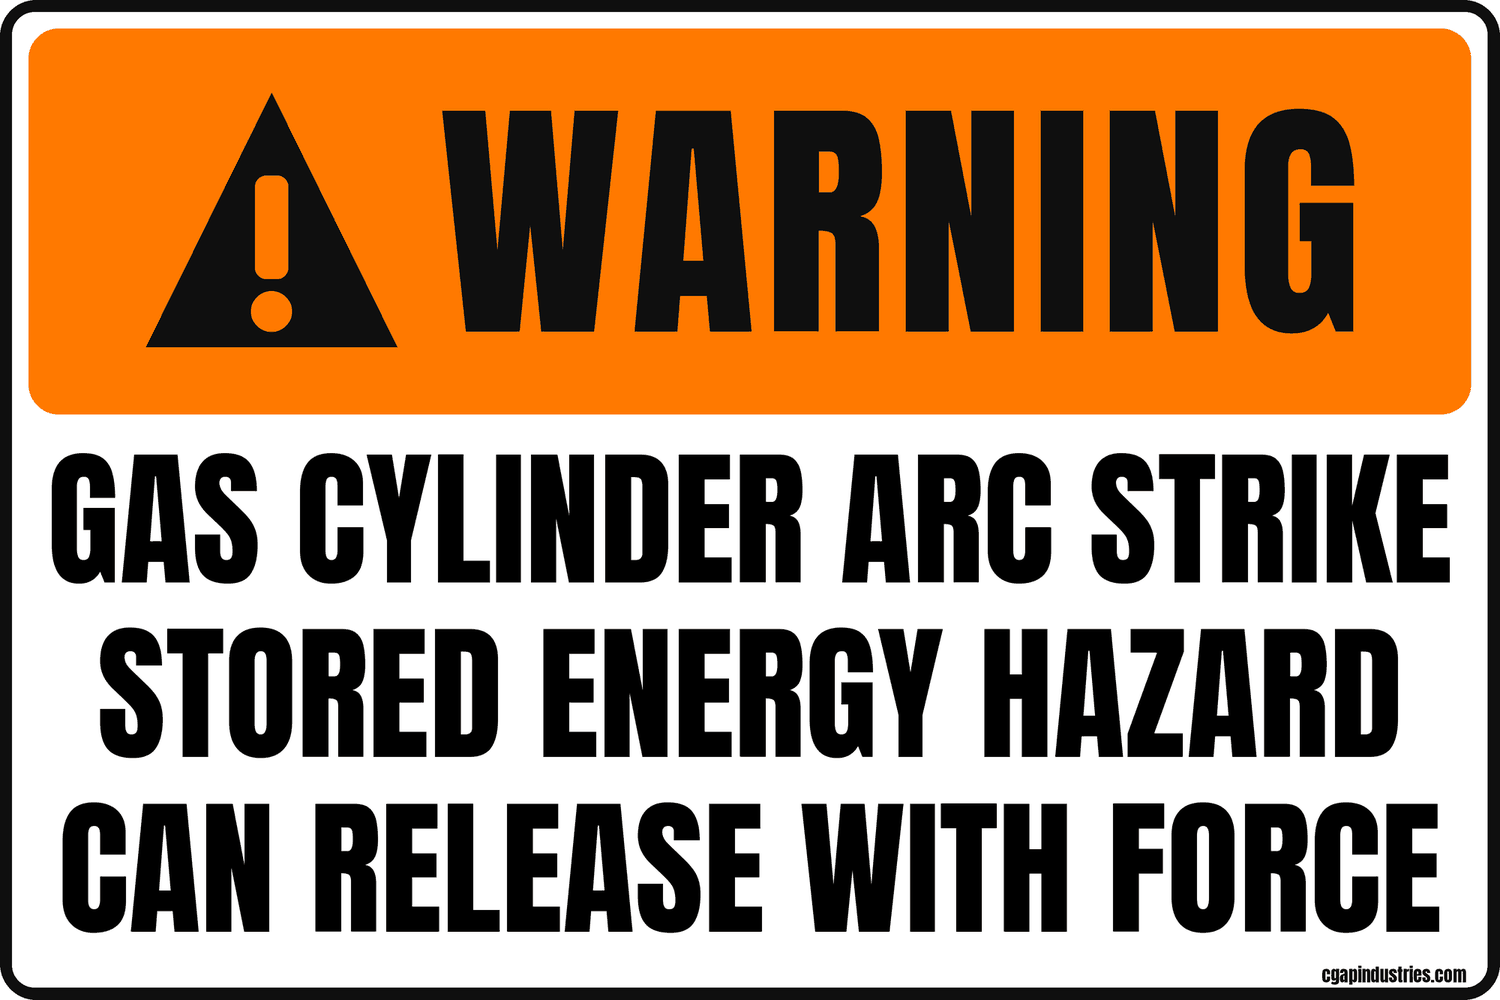 WARNING
GAS CYLINDER ARC STRIKE
STORED ENERGY HAZARD
CAN RELEASE WITH FORCE
cgapindustries.com